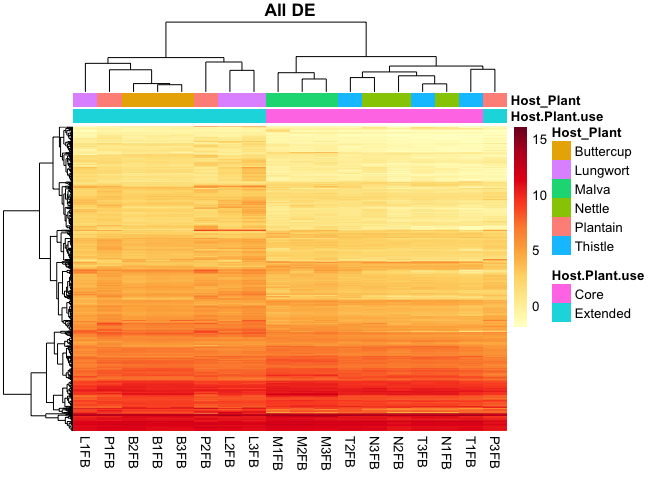 All DE
Host_Plant
Host.Plant.use
15
10
5
0
Host_Plant
Buttercup
Lungwort
Malva
Nettle
Plantain
Thistle
Host.Plant.use
Core
Extended
L1FB
P1FB
B2FB
B1FB
B3FB
P2FB
L2FB
L3FB
M1FB
M2FB
M3FB
T2FB
N3FB
N2FB
T3FB
N1FB
T1FB
P3FB